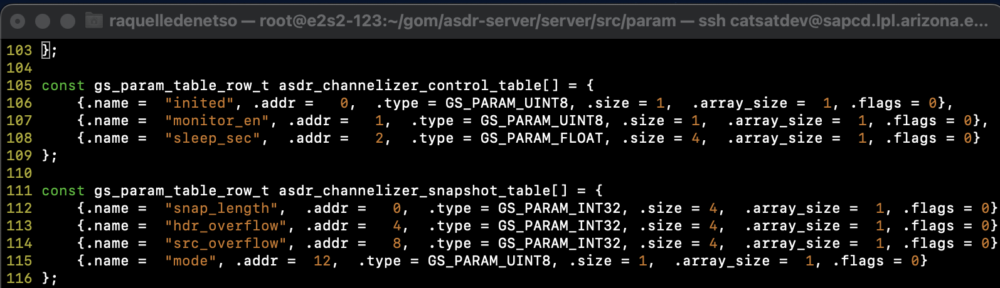 raquelledenetso — root@e2s2-123:~/gom/asdr-server/server/src/param — ssh catsatdev@sapcd.lpl.arizona.e...
103 };
104
105 const gs_param_table_row_t asdr_channelizer_control_table[] = {
106     {.name =  "inited", .addr =   0,  .type = GS_PARAM_UINT8, .size = 1,  .array_size =  1, .flags = 0},
107     {.name =  "monitor_en", .addr =   1,  .type = GS_PARAM_UINT8, .size = 1,  .array_size =  1, .flags = 0},
108     {.name =  "sleep_sec",  .addr =   2,  .type = GS_PARAM_FLOAT, .size = 4,  .array_size =  1, .flags = 0}
109 };
110
111 const gs_param_table_row_t asdr_channelizer_snapshot_table[] = {
112     {.name =  "snap_length",  .addr =   0,  .type = GS_PARAM_INT32, .size = 4,  .array_size =  1, .flags = 0}
113     {.name =  "hdr_overflow", .addr =   4,  .type = GS_PARAM_INT32, .size = 4,  .array_size =  1, .flags = 0}
114     {.name =  "src_overflow", .addr =   8,  .type = GS_PARAM_INT32, .size = 4,  .array_size =  1, .flags = 0}
115     {.name =  "mode", .addr =  12,  .type = GS_PARAM_UINT8, .size = 1,  .array_size =  1, .flags = 0}
116 };